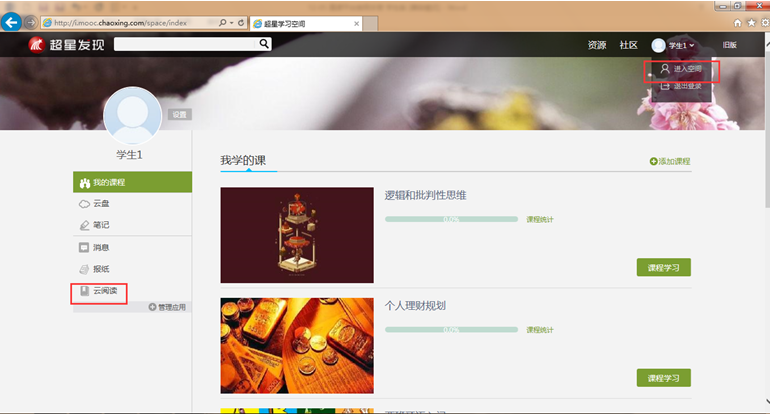 http://i.mooc.chaoxing.com/space/index
超星学习空间
超星发现
资源
社区
学生1
旧版
进入空间
退出登录
设置
学生1
我的课程
云盘
笔记
消息
报纸
云阅读
管理应用
我学的课
添加课程
逻辑和批判性思维
0.0%
课程统计
课程学习
个人理财规划
0.0%
课程统计
课程学习